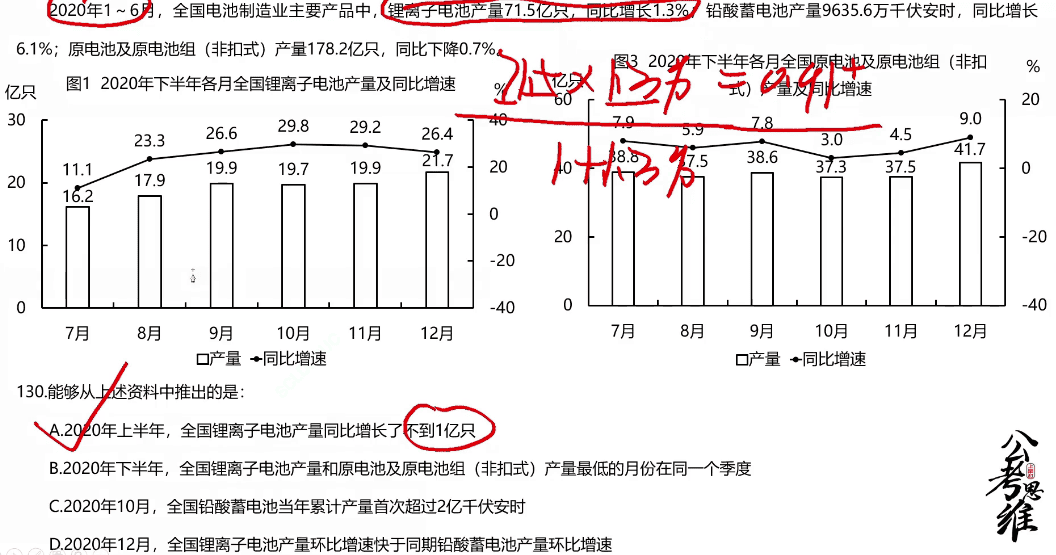 2020年1～6月，全国电池制造业主要产品中，锂离子电池产量71.5亿只，同比增长1.3%，铅酸蓄电池产量9635.6万千伏安时，同比增长
6.1%；原电池及原电池组（非扣式）产量178.2亿只，同比下降0.7%。
图1 2020年下半年各月全国锂离子电池产量及同比增速
亿只
%
30
20
10
0
40
20
0
-20
-40
11.1
23.3
26.6
29.8
29.2
26.4
16.2
17.9
19.9
19.7
19.9
21.7
7月
8月
9月
10月
11月
12月
产量
同比增速
图3 2020年下半年各月全国原电池及原电池组（非扣
式）产量及同比增速
亿只
%
60
40
20
0
20
0
-20
-40
7.9
5.9
7.8
3.0
4.5
9.0
38.8
37.5
38.6
37.3
37.5
41.7
7月
8月
9月
10月
11月
12月
产量
同比增速
1+1.3%
130.能够从上述资料中推出的是：
A.2020年上半年，全国锂离子电池产量同比增长了不到1亿只
B.2020年下半年，全国锂离子电池产量和原电池及原电池组（非扣式）产量最低的月份在同一个季度
C.2020年10月，全国铅酸蓄电池当年累计产量首次超过2亿千伏安时
D.2020年12月，全国锂离子电池产量环比增速快于同期铅酸蓄电池产量环比增速
公考思维